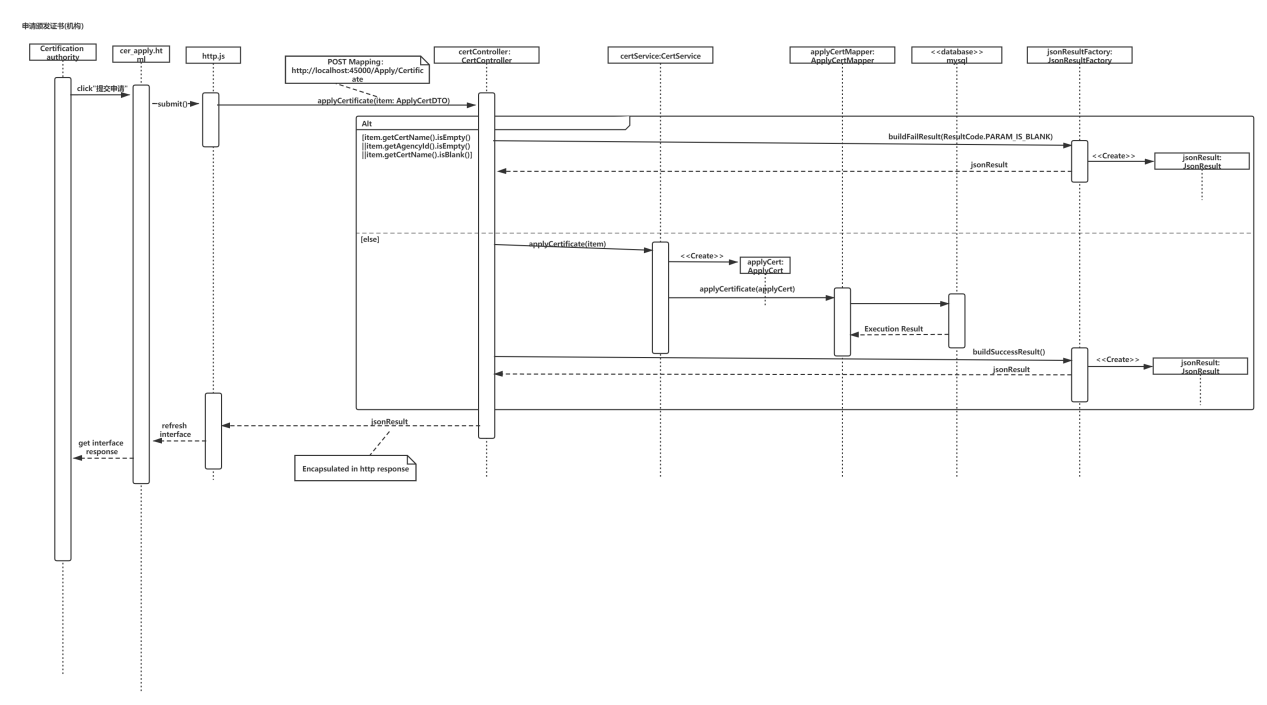 申请颁发证书(机构)
Certification
authority
cer_apply.ht
ml
http.js
POST Mapping:
http://localhost:45000/Apply/Certific
ate
certController:
CertController
certService:CertService
applyCertMapper:
ApplyCertMapper
<<database>>
mysql
jsonResultFactory:
JsonResultFactory
click"提交申请"
submit()
applyCertificate(item: ApplyCertDTO)
Alt
[item.getCertName().isEmpty()
||item.getAgencyId().isEmpty()
||item.getCertName().isBlank()]
buildFailResult(ResultCode.PARAM_IS_BLANK)
<<Create>>
jsonResult:
JsonResult
jsonResult
[else]
applyCertificate(item)
<<Create>>
applyCert:
ApplyCert
applyCertificate(applyCert)
Execution Result
buildSuccessResult()
<<Create>>
jsonResult:
JsonResult
jsonResult
jsonResult
refresh
interface
get interface
response
Encapsulated in http response